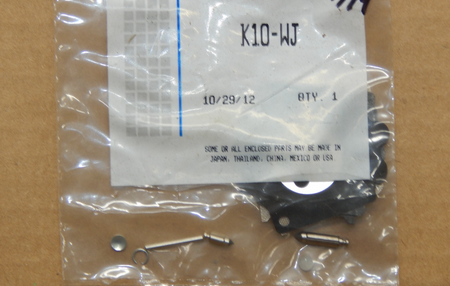 K10-WJ
10/29/12 QTY. 1
SOME OR ALL ENCLOSED PARTS MAY BE MADE IN
JAPAN, THAILAND, CHINA, MEXICO OR USA